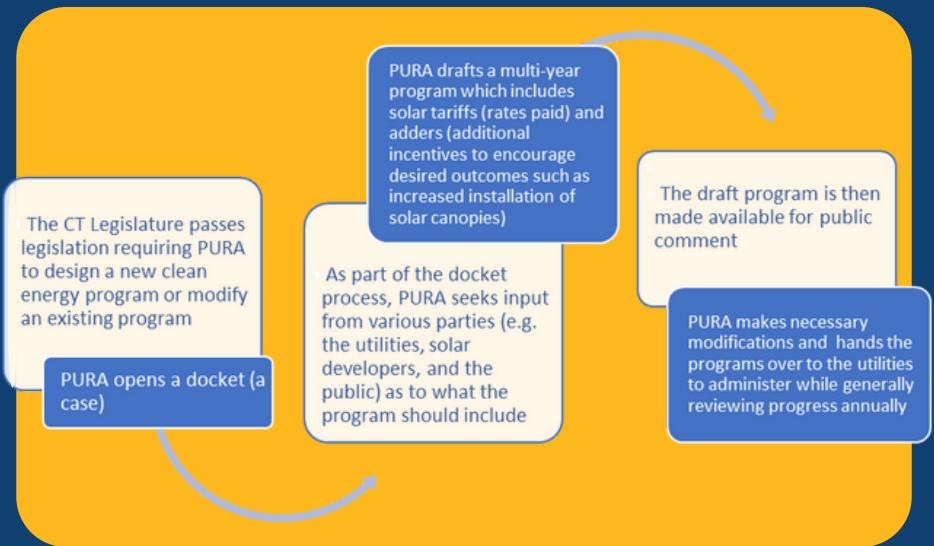 The CT Legislature passes
legislation requiring PURA
to design a new clean
energy program or modify
an existing program
PURA opens a docket (a
case)
As part of the docket
process, PURA seeks input
from various parties (e.g.
the utilities, solar
developers, and the
public) as to what the
program should include
PURA drafts a multi-year
program which includes
solar tariffs (rates paid) and
adders (additional
incentives to encourage
desired outcomes such as
increased installation of
solar canopies)
The draft program is then
made available for public
comment
PURA makes necessary
modifications and hands the
programs over to the utilities
to administer while generally
reviewing progress annually